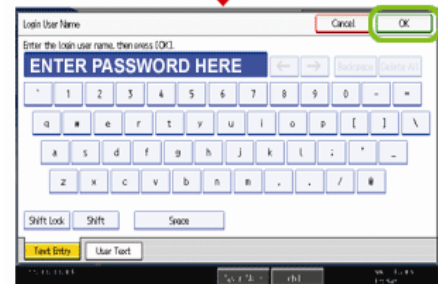 Login User Name Cancel OK
Enter the login user name, then press [OK].
ENTER PASSWORD HERE ← → Backspace Delete All
` 1 2 3 4 5 6 7 8 9 0 - =
q w e r t y u i o p [ ] \
a s d f g h j k l ; ' _
z x c v b n m , . / @
Shift Lock Shift Space
Text Entry User Text